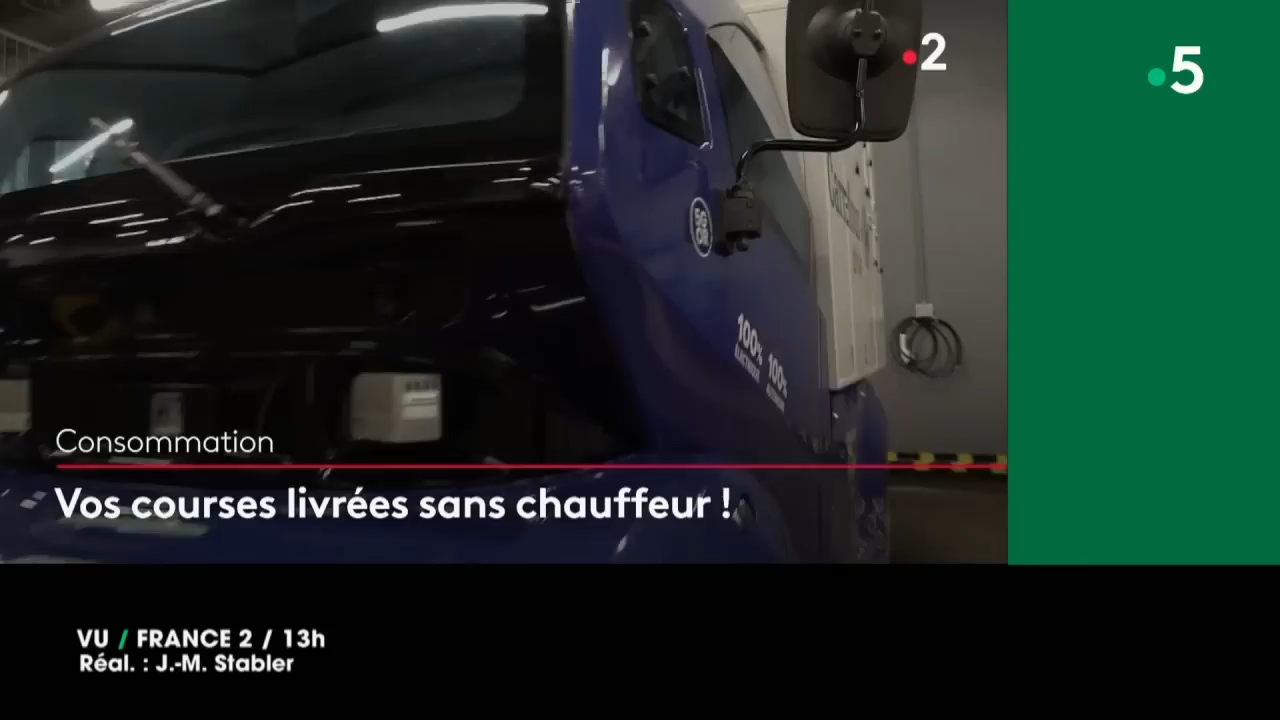 2
5
100%
100%
Consommation
Vos courses livrées sans chauffeur !
VU / FRANCE 2 / 13h
Réal. : J.-M. Stabler